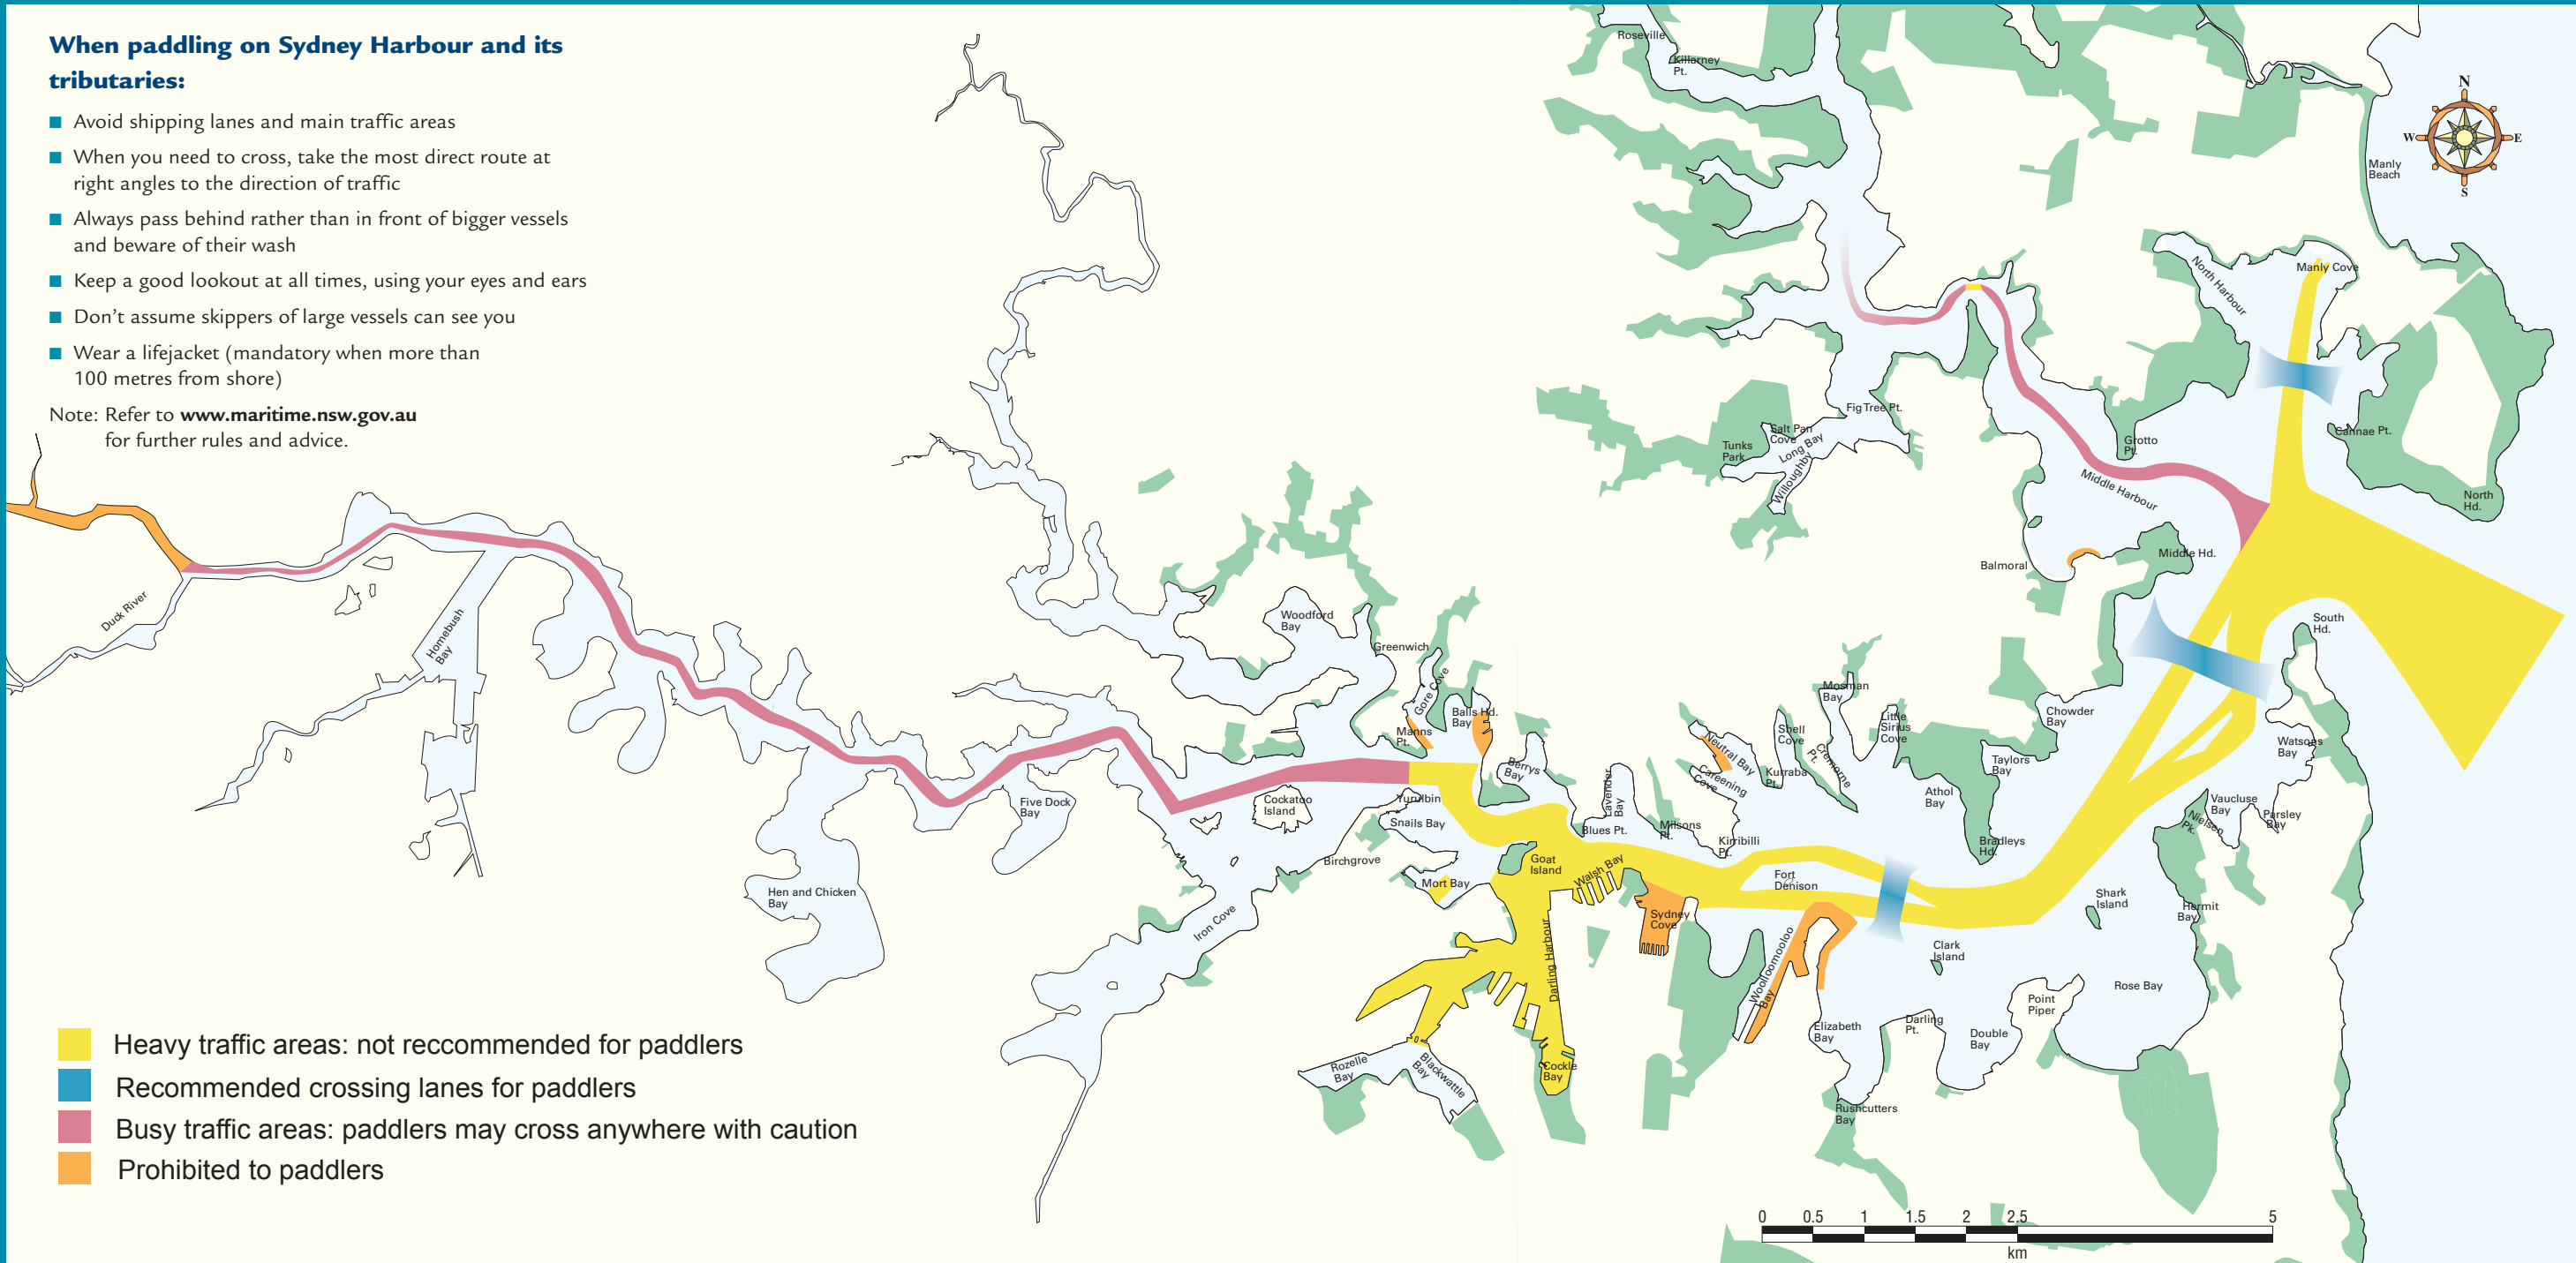 When paddling on Sydney Harbour and its
tributaries:
Avoid shipping lanes and main traffic areas
When you need to cross, take the most direct route at
right angles to the direction of traffic
Always pass behind rather than in front of bigger vessels
and beware of their wash
Keep a good lookout at all times, using your eyes and ears
Don't assume skippers of large vessels can see you
Wear a lifejacket (mandatory when more than
100 metres from shore)
Note: Refer to www.maritime.nsw.gov.au
for further rules and advice.
Roseville
Killarney
Pt.
N
W
E
S
Manly
Beach
North Harbour
Manly Cove
Fig Tree Pt.
Salt Pan
Cove
Long Bay
Tunks
Park
Willoughby
Grotto
Pt.
Cannae Pt.
Middle Harbour
North
Hd.
Middle Hd.
Balmoral
South
Hd.
Duck River
Homebush
Bay
Woodford
Bay
Greenwich
Gorre Cove
Balls Hd.
Bay
Manns
Pt.
Mosman
Bay
Little
Sirius
Cove
Shell
Cove
Chowder
Bay
Neutral Bay
Cremorne
Pt.
Watsons
Bay
Berrys
Bay
Careening
Cove
Kurraba
Pt.
Taylors
Bay
Lavender
Bay
Athol
Bay
Five Dock
Bay
Cockatoo
Island
Yurulbin
Snails Bay
Blues Pt.
Milsons
Pt.
Kirribilli
Pt.
Bradleys
Hd.
Vaucluse
Bay
Nielsen
Pk.
Parsley
Bay
Birchgrove
Goat
Island
Walsh Bay
Mort Bay
Fort
Denison
Hen and Chicken
Bay
Iron Cove
Sydney
Cove
Shark
Island
Hermit
Bay
Darling Harbour
Woolloomooloo
Bay
Clark
Island
Rose Bay
Point
Piper
Elizabeth
Bay
Darling
Pt.
Double
Bay
Rozelle
Bay
Blackwattle
Bay
Cockle
Bay
Rushcutters
Bay
Heavy traffic areas: not reccommended for paddlers
Recommended crossing lanes for paddlers
Busy traffic areas: paddlers may cross anywhere with caution
Prohibited to paddlers
0 0.5 1 1.5 2 2.5 5
km